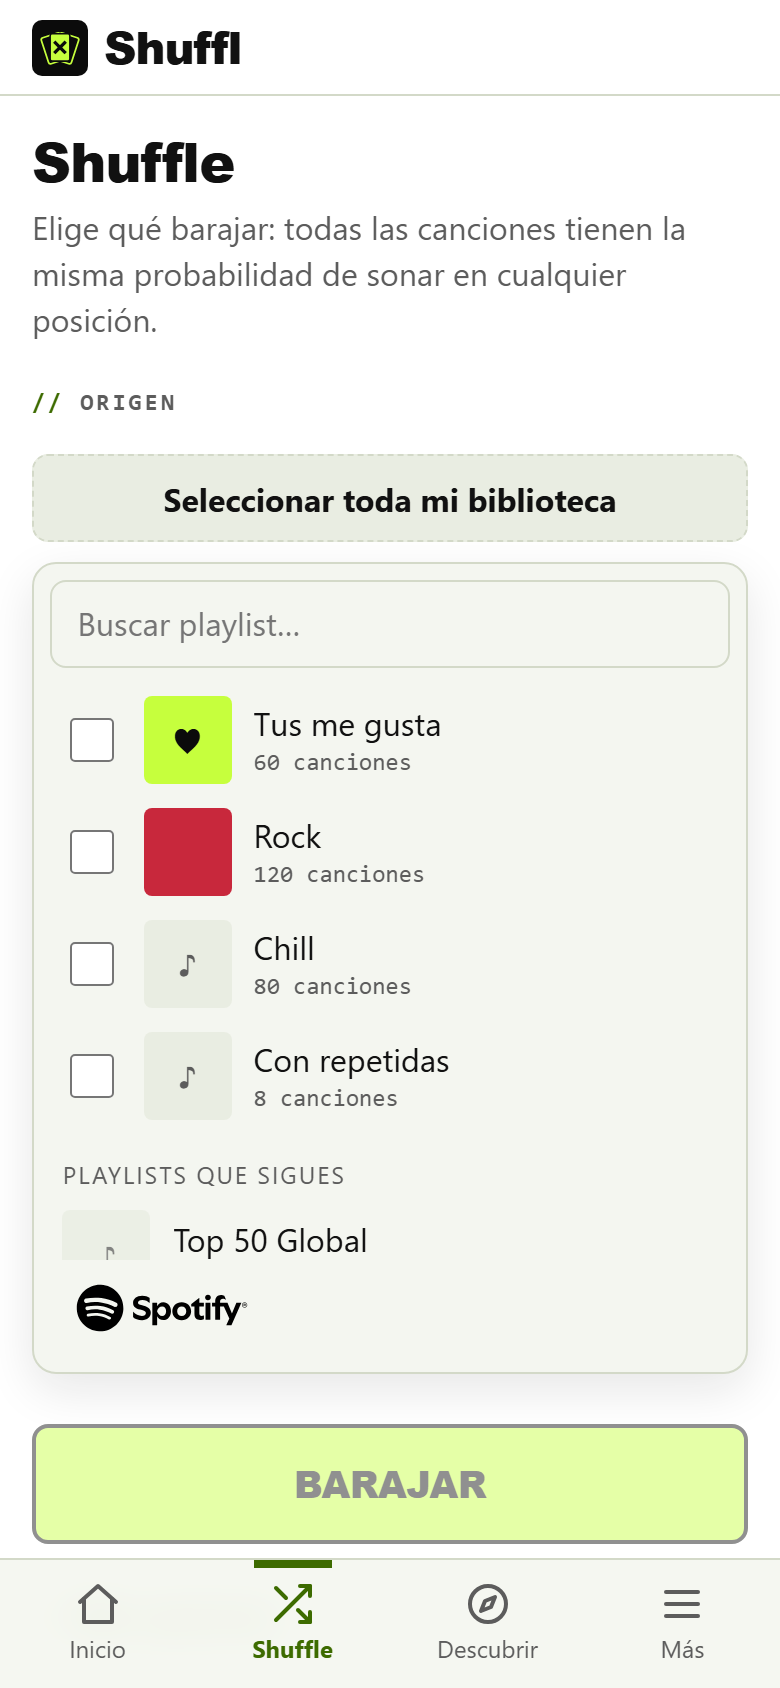 Shuffl
Shuffle
Elige qué barajar: todas las canciones tienen la
misma probabilidad de sonar en cualquier
posición.
// ORIGEN
Seleccionar toda mi biblioteca
Buscar playlist...
Tus me gusta
60 canciones
Rock
120 canciones
Chill
80 canciones
Con repetidas
8 canciones
PLAYLISTS QUE SIGUES
Top 50 Global
Spotify®
BARAJAR
Inicio
Shuffle
Descubrir
Más